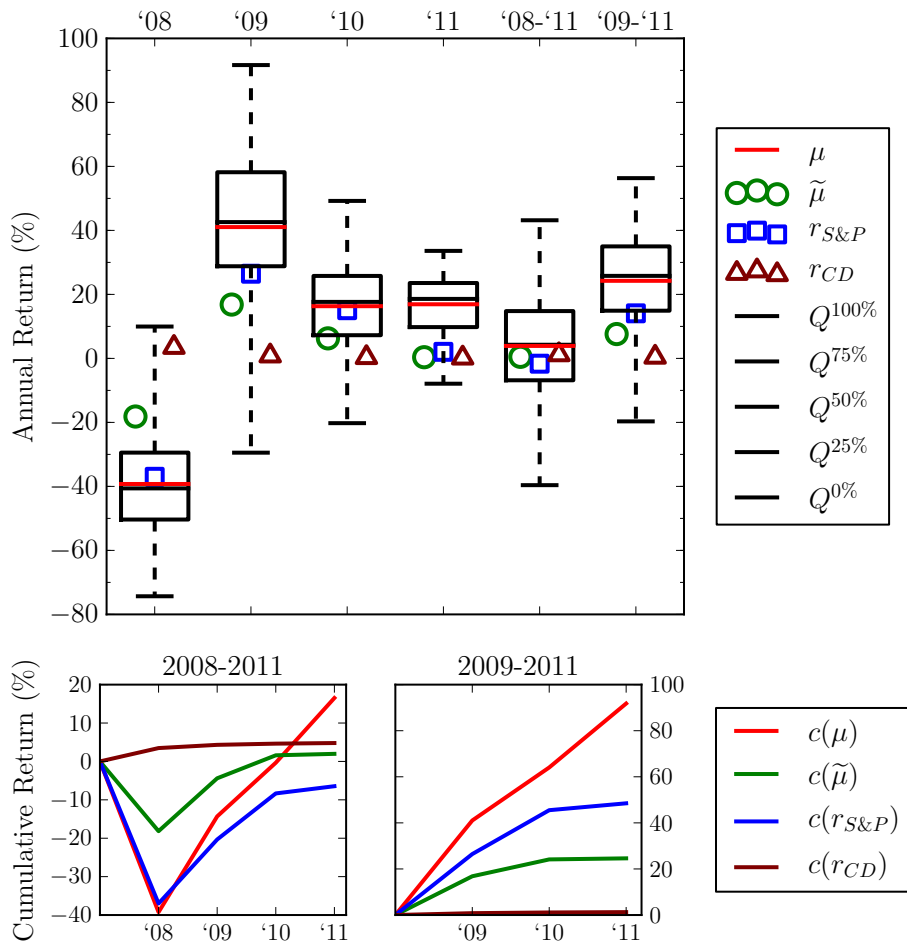 ‘08 ‘09 ‘10 ‘11 ‘08-‘11 ‘09-‘11
100
80
60
40
20
0
−20
−40
−60
−80
Annual Return (%)
μ
μ̃
r_{S&P}
r_{CD}
Q^{100%}
Q^{75%}
Q^{50%}
Q^{25%}
Q^{0%}
2008-2011
20
10
0
−10
−20
−30
−40
Cumulative Return (%)
‘08 ‘09 ‘10 ‘11
2009-2011
100
80
60
40
20
0
‘09 ‘10 ‘11
c(μ)
c(μ̃)
c(r_{S&P})
c(r_{CD})